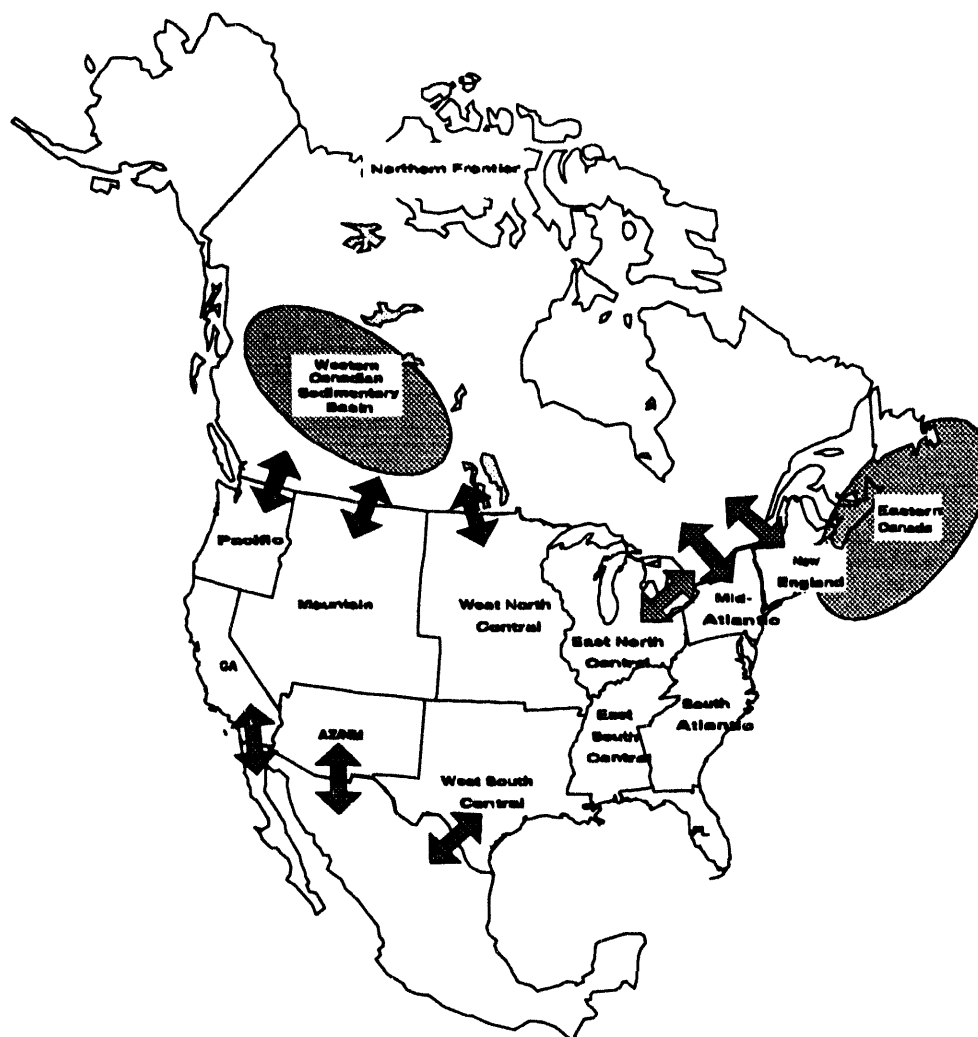 Northern Frontier
Western
Canadian
Sedimentary
Basin
Eastern
Canada
Pacific
New
England
Mountain
West North
Central
Mid-
Atlantic
East North
Central
CA
South
Atlantic
East
South
Central
AZ/NM
West South
Central
FL